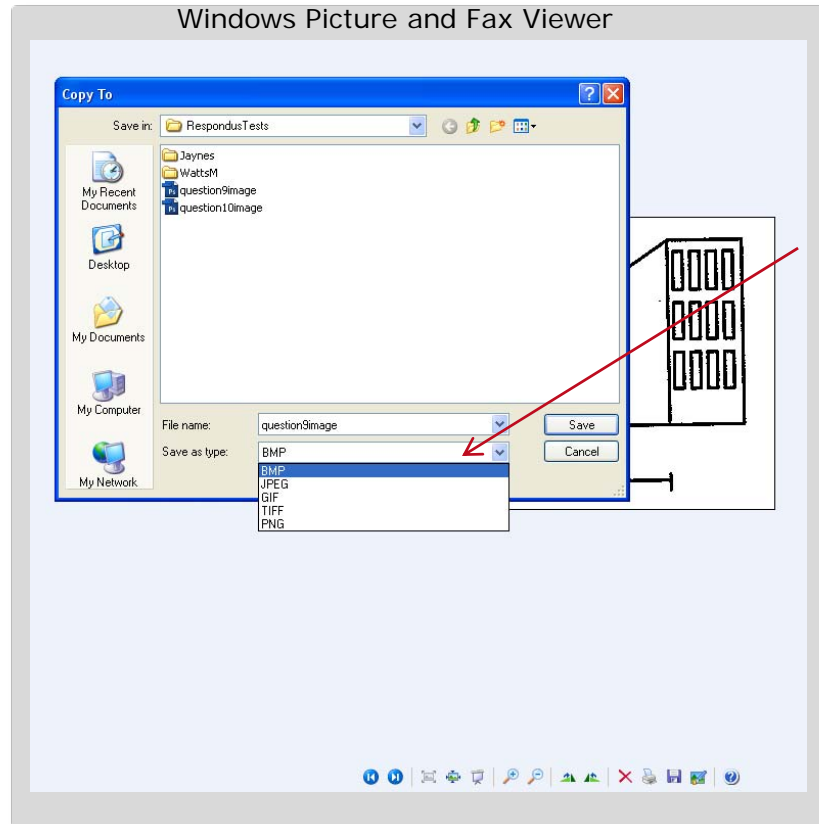 Windows Picture and Fax Viewer
Copy To
Save in: RespondusTests
Jaynes
WattsM
question9image
question10image
My Recent
Documents
Desktop
My Documents
My Computer
My Network
File name: question9image Save
Save as type: BMP Cancel
BMP
JPEG
GIF
TIFF
PNG